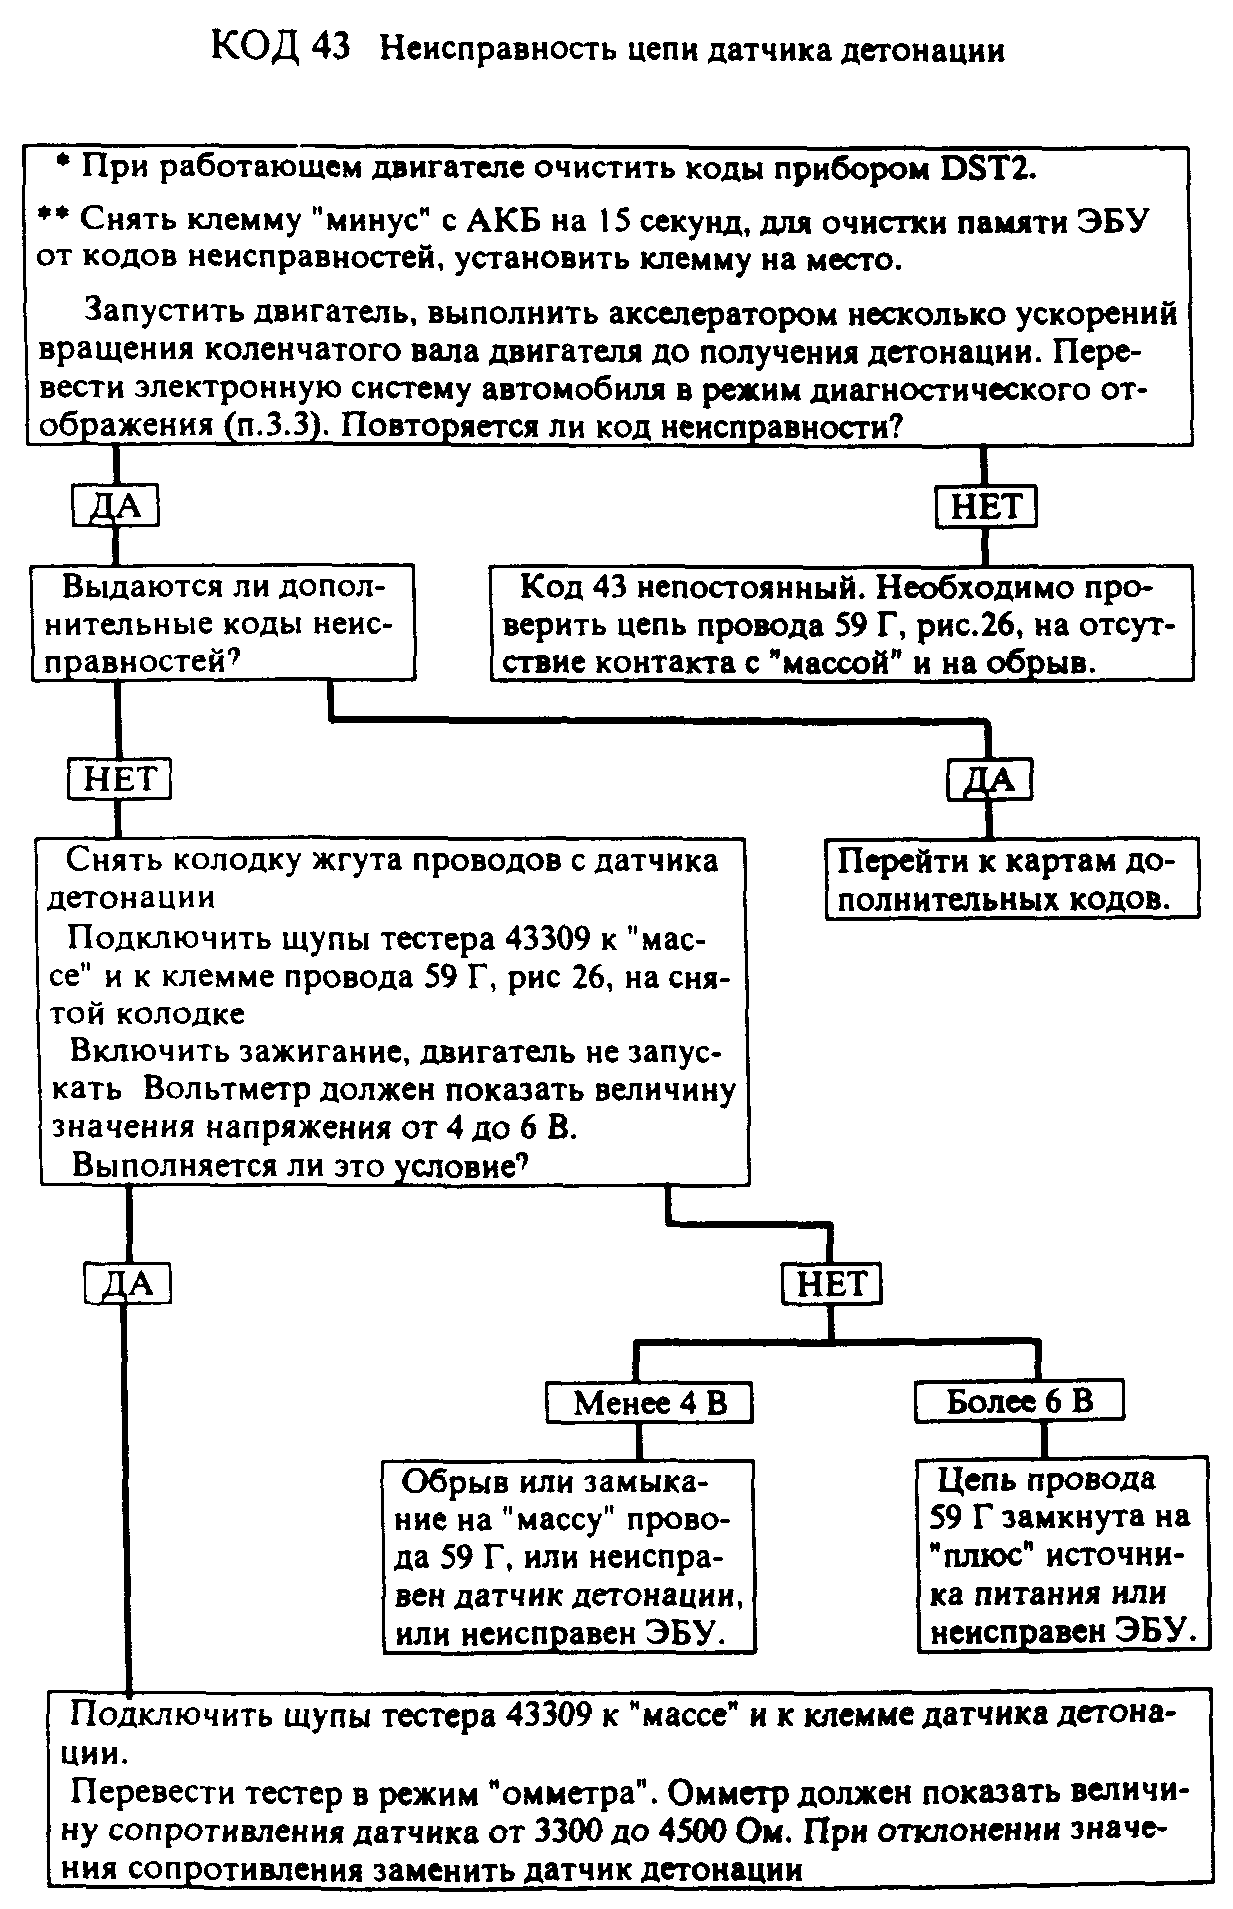 КОД 43 Неисправность цепи датчика детонации
* При работающем двигателе очистить коды прибором DST2.
** Снять клемму "минус" с АКБ на 15 секунд, для очистки памяти ЭБУ
от кодов неисправностей, установить клемму на место.
Запустить двигатель, выполнить акселератором несколько ускорений
вращения коленчатого вала двигателя до получения детонации. Пере-
вести электронную систему автомобиля в режим диагностического от-
ображения (п.3.3). Повторяется ли код неисправности?
ДА
НЕТ
Выдаются ли допол-
нительные коды неис-
правностей?
Код 43 непостоянный. Необходимо про-
верить цепь провода 59 Г, рис.26, на отсут-
ствие контакта с "массой" и на обрыв.
НЕТ
ДА
Снять колодку жгута проводов с датчика
детонации
Подключить щупы тестера 43309 к "мас-
се" и к клемме провода 59 Г, рис 26, на сня-
той колодке
Включить зажигание, двигатель не запус-
кать Вольтметр должен показать величину
значения напряжения от 4 до 6 В.
Выполняется ли это условие?
Перейти к картам до-
полнительных кодов.
ДА
НЕТ
Менее 4 В
Более 6 В
Обрыв или замыка-
ние на "массу" прово-
да 59 Г, или неиспра-
вен датчик детонации,
или неисправен ЭБУ.
Цепь провода
59 Г замкнута на
"плюс" источни-
ка питания или
неисправен ЭБУ.
Подключить щупы тестера 43309 к "массе" и к клемме датчика детона-
ции.
Перевести тестер в режим "омметра". Омметр должен показать величи-
ну сопротивления датчика от 3300 до 4500 Ом. При отклонении значе-
ния сопротивления заменить датчик детонации